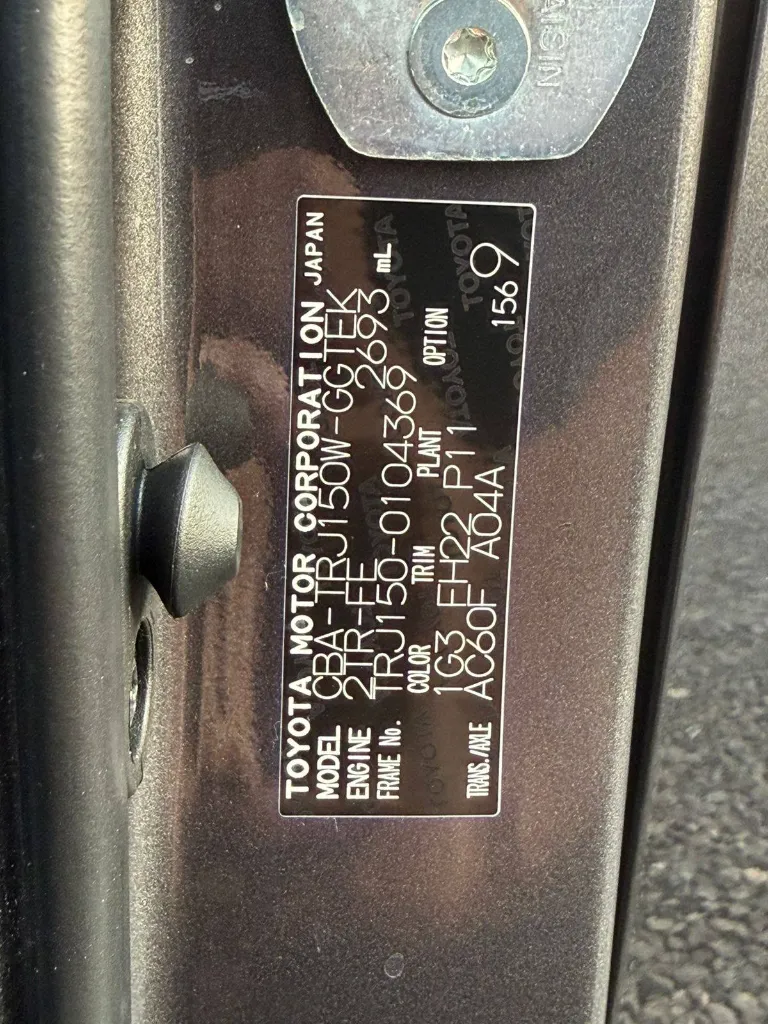 AISIN
TOYOTA MOTOR CORPORATION JAPAN
MODEL CBA-TRJ150W-GGTEK
ENGINE 2TR-FE 2693 mL
FRAME No. TRJ150-0104369
COLOR TRIM PLANT OPTION
1G3 FH22 P11
TRANS./AXLE AC60F A04A
1569